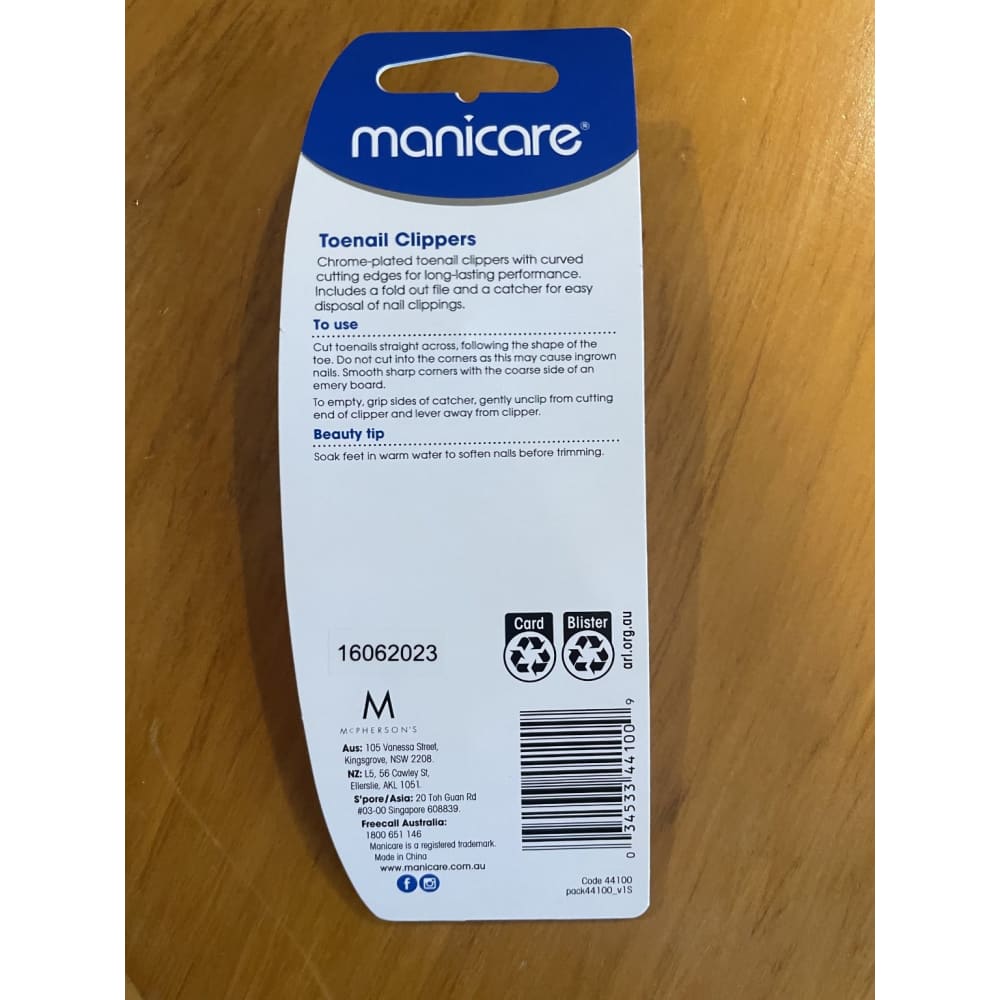 manicare®
Toenail Clippers
Chrome-plated toenail clippers with curved
cutting edges for long-lasting performance.
Includes a fold out file and a catcher for easy
disposal of nail clippings.
To use
Cut toenails straight across, following the shape of the
toe. Do not cut into the corners as this may cause ingrown
nails. Smooth sharp corners with the coarse side of an
emery board.
To empty, grip sides of catcher, gently unclip from cutting
end of clipper and lever away from clipper.
Beauty tip
Soak feet in warm water to soften nails before trimming.
Card
Blister
arl.org.au
16062023
M
McPHERSON'S
Aus: 105 Vanessa Street,
Kingsgrove, NSW 2208.
NZ: L5, 56 Cawley St,
Ellerslie, AKL 1051.
S'pore/Asia: 20 Toh Guan Rd
#03-00 Singapore 608839.
Freecall Australia:
1800 651 146
Manicare is a registered trademark.
Made in China
www.manicare.com.au
0 34533 44100 9
Code 44100
pack44100_v1S